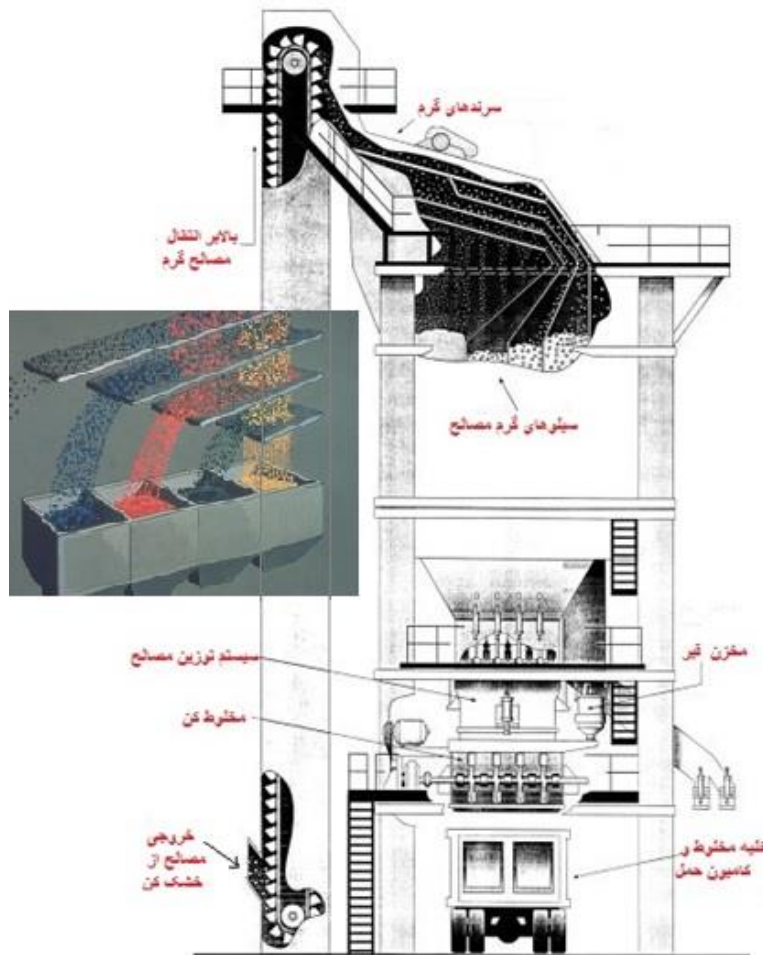 سرندهای گرم
بالابر انتقال
مصالح گرم
سیلوهای گرم مصالح
سیستم توزین مصالح
مخزن قیر
مخلوط کن
خروجی
مصالح از
خشک کن
تخلیه مخلوط و
کامیون حمل